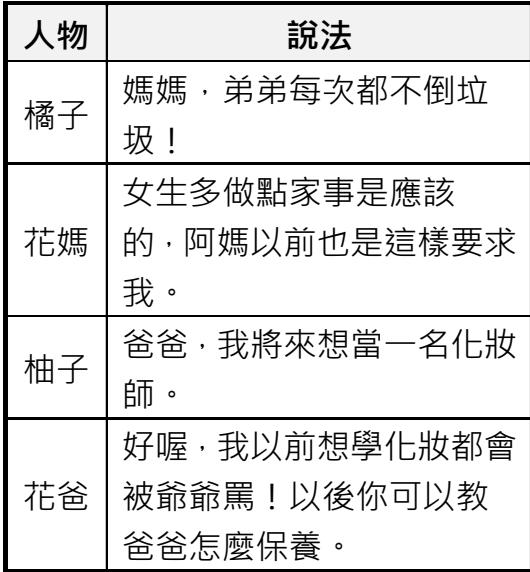 人物 說法
橘子 媽媽，弟弟每次都不倒垃
圾！
女生多做點家事是應該
花媽 的，阿媽以前也是這樣要求
我。
柚子 爸爸，我將來想當一名化妝
師。
好喔，我以前想學化妝都會
花爸 被爺爺罵！以後你可以教
爸爸怎麼保養。